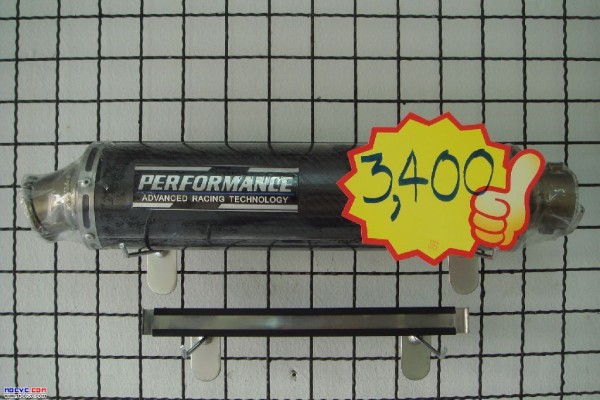 PERFORMANCE
ADVANCED RACING TECHNOLOGY
3,400